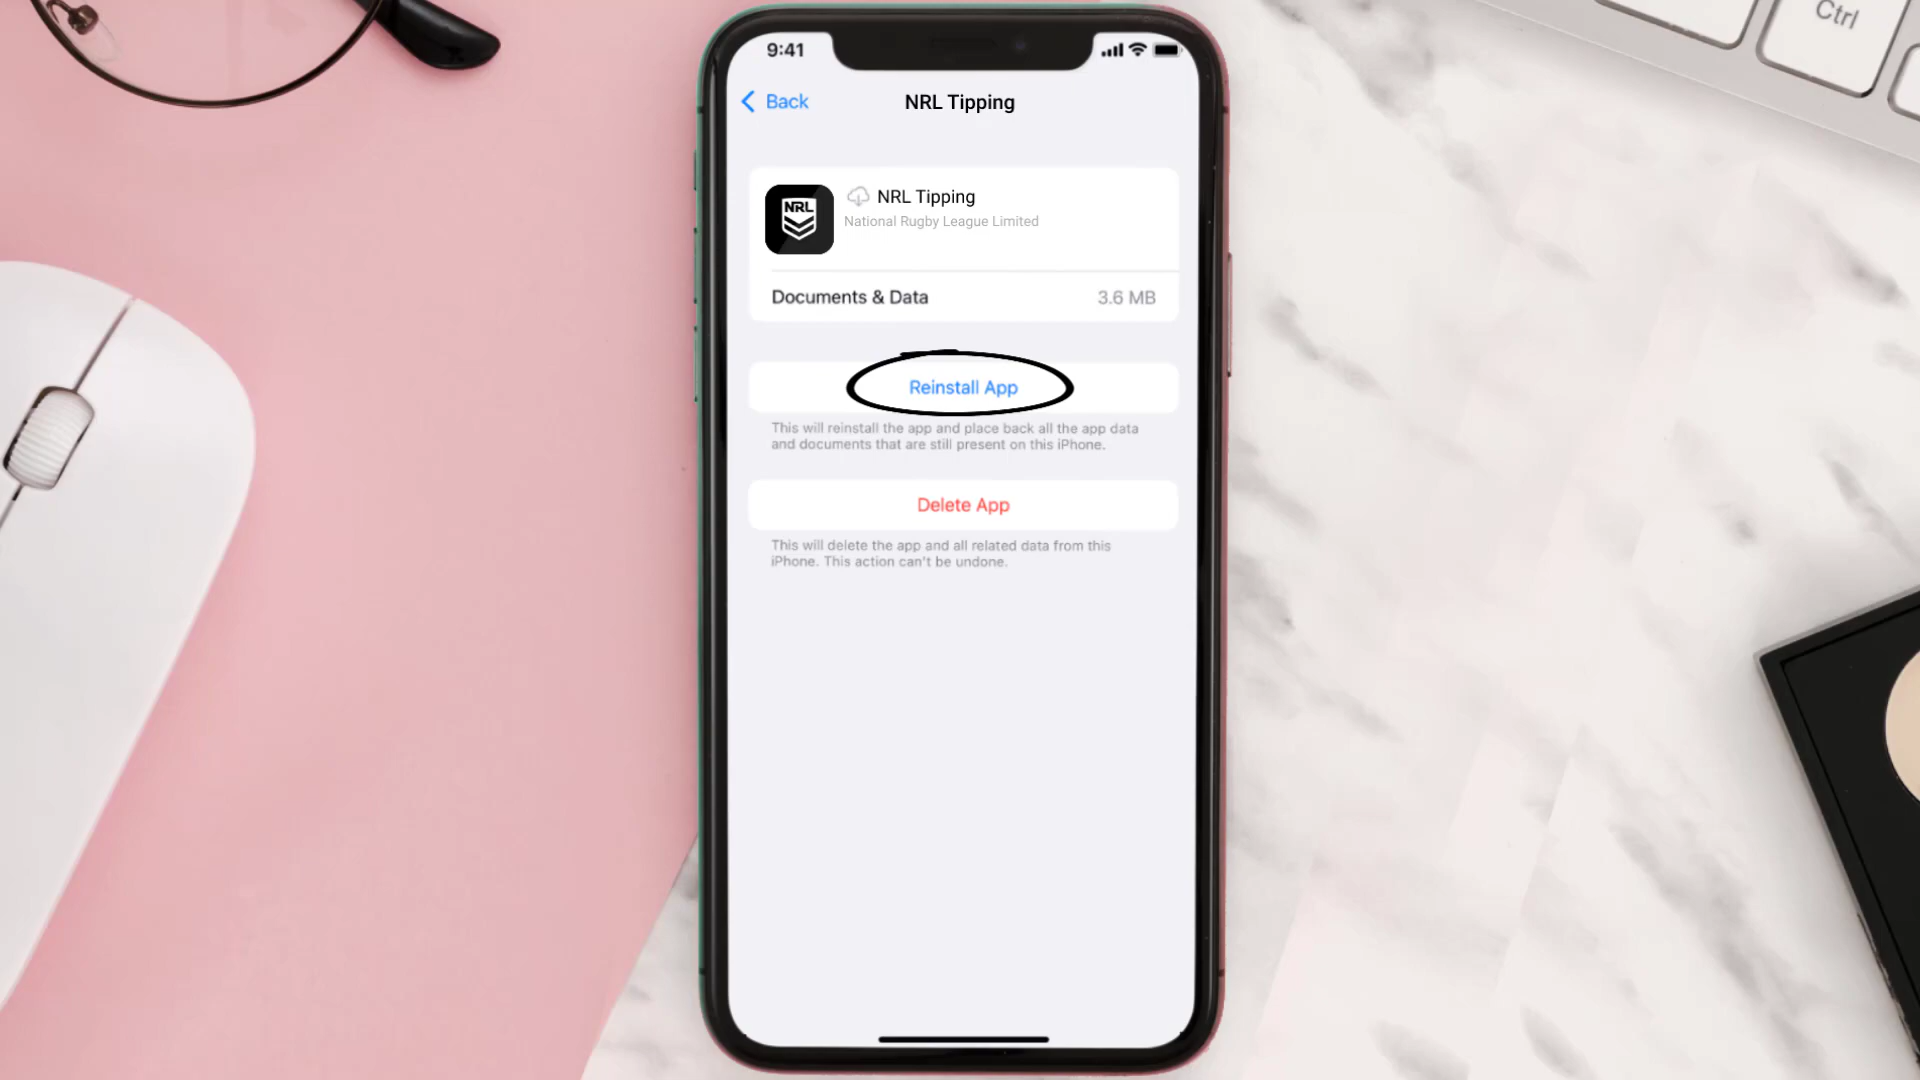 Ctrl
9:41
Back
NRL Tipping
NRL
NRL Tipping
National Rugby League Limited
Documents & Data 3.6 MB
Reinstall App
This will reinstall the app and place back all the app data
and documents that are still present on this iPhone.
Delete App
This will delete the app and all related data from this
iPhone. This action can't be undone.